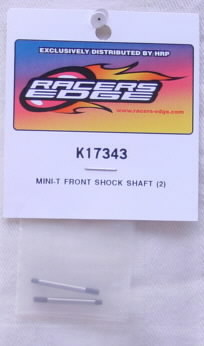 EXCLUSIVELY DISTRIBUTED BY HRP
RACERS
EDGE
www.racers-edge.com
K17343
MINI-T FRONT SHOCK SHAFT (2)